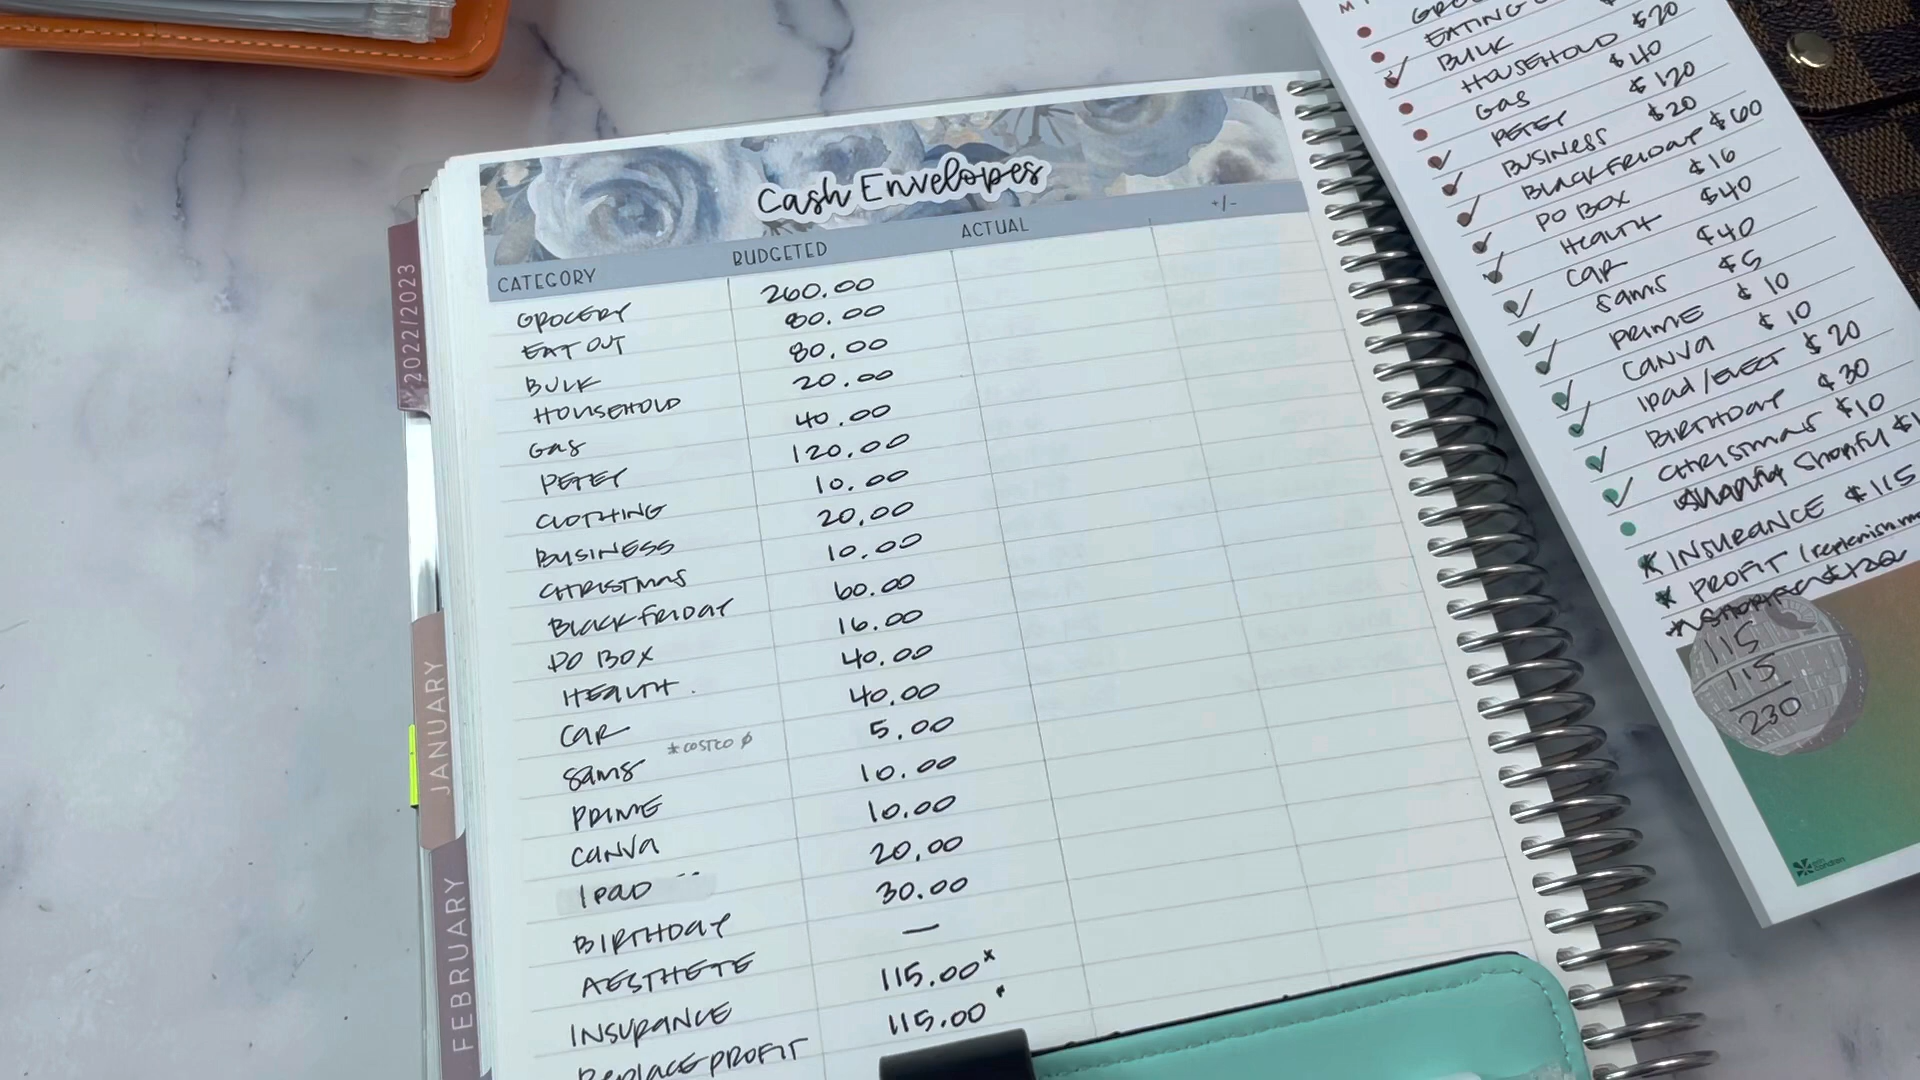 Cash Envelopes
CATEGORY BUDGETED ACTUAL +/-
GROCERY 260.00
EAT OUT 80.00
BULK 80.00
HOUSEHOLD 20.00
GAS 40.00
PETEY 120.00
CLOTHING 10.00
BUSINESS 20.00
CHRISTMAS 10.00
BLACK FRIDAY 60.00
PO BOX 16.00
HEALTH 40.00
CAR 40.00
SAMS *COSTCO 5.00
PRIME 10.00
CANVA 10.00
IPAD 20.00
BIRTHDAY 30.00
AESTHETE —
INSURANCE 115.00*
Replace PROFIT 115.00
2022/2023
JANUARY
FEBRUARY
EATING
BULK
HOUSEHOLD $20
GAS $40
PETEY $120
BUSINESS $20
BLACK FRIDAY $60
PO BOX $16
HEALTH $40
CAR $40
SAMS $5
PRIME $10
CANVA $10
IPAD/ELECT $20
BIRTHDAY $30
CHRISTMAS $10
Shopify
* INSURANCE $115
* PROFIT
115
115
230
erin condren